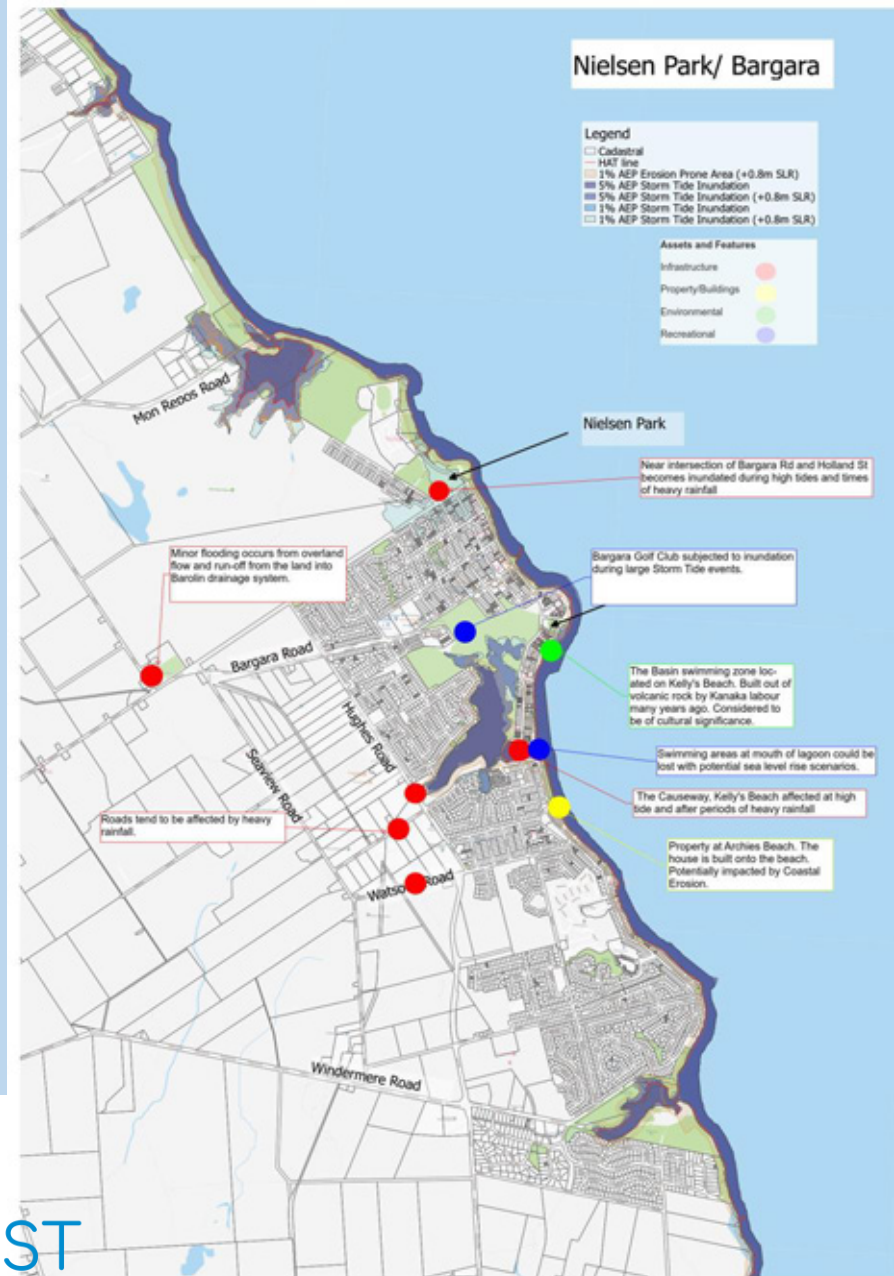 Nielsen Park/ Bargara
Legend
Cadastral
HAT line
1% AEP Erosion Prone Area (+0.8m SLR)
5% AEP Storm Tide Inundation
5% AEP Storm Tide Inundation (+0.8m SLR)
1% AEP Storm Tide Inundation
1% AEP Storm Tide Inundation (+0.8m SLR)
Assets and Features
Infrastructure
Property/Buildings
Environmental
Recreational
Mon Repos Road
Nielsen Park
Near intersection of Bargara Rd and Holland St
becomes inundated during high tides and times
of heavy rainfall
Minor flooding occurs from overland
flow and run-off from the land into
Barolin drainage system.
Bargara Golf Club subjected to inundation
during large Storm Tide events.
Bargara Road
The Basin swimming zone loc-
ated on Kelly's Beach. Built out of
volcanic rock by Kanaka labour
many years ago. Considered to
be of cultural significance.
Hughes Road
Seaview Road
Swimming areas at mouth of lagoon could be
lost with potential sea level rise scenarios.
The Causeway, Kelly's Beach affected at high
tide and after periods of heavy rainfall
Roads tend to be affected by heavy
rainfall.
Property at Archies Beach. The
house is built onto the beach.
Potentially impacted by Coastal
Erosion.
Watso Road
Windermere Road
ST